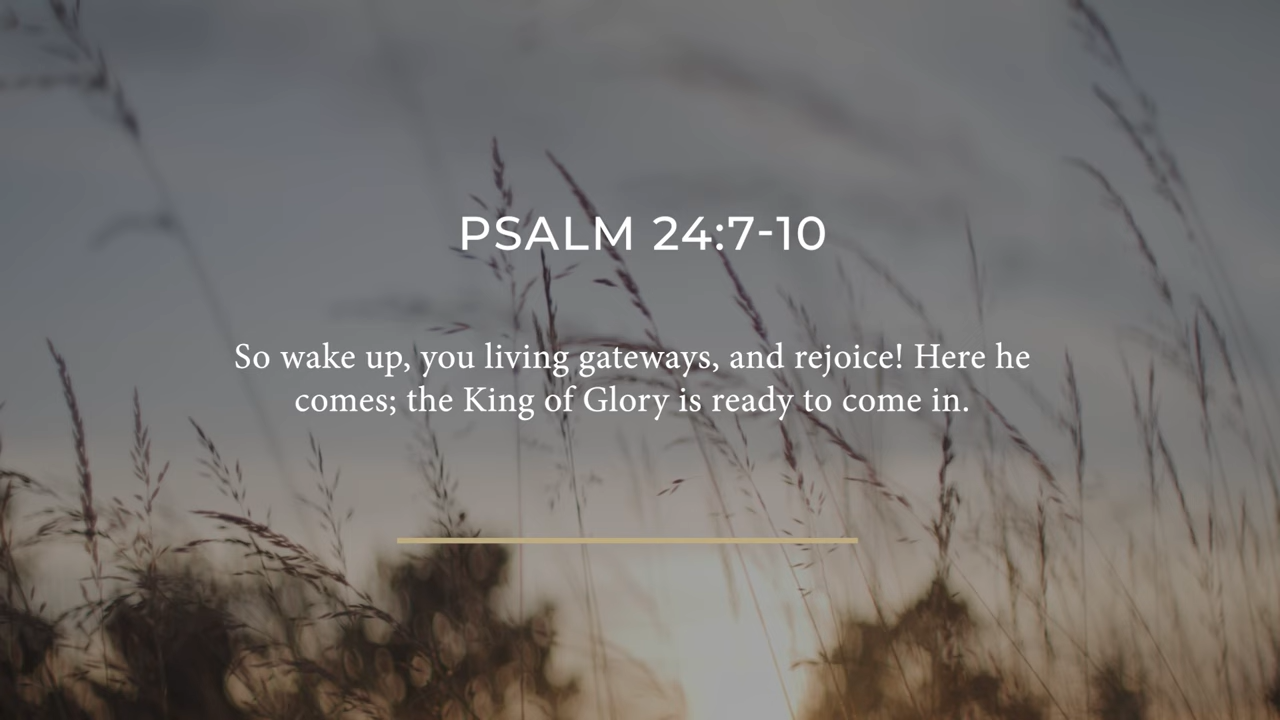 PSALM 24:7-10
So wake up, you living gateways, and rejoice! Here he
comes; the King of Glory is ready to come in.